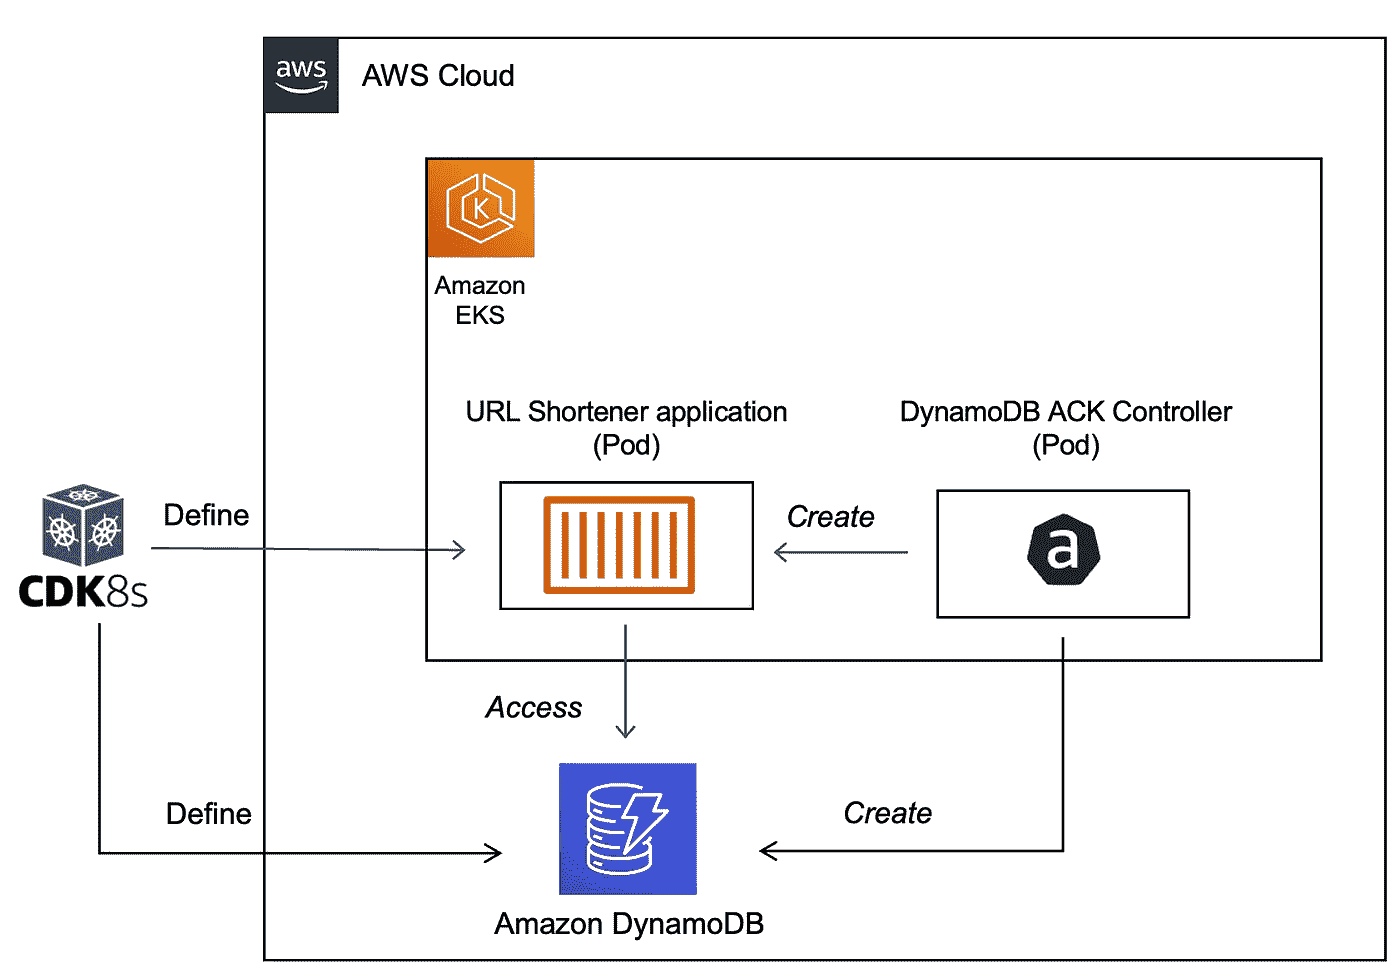 aws
AWS Cloud
K
Amazon
EKS
URL Shortener application
(Pod)
DynamoDB ACK Controller
(Pod)
Define
Create
a
CDK8s
Access
Define
Create
Amazon DynamoDB